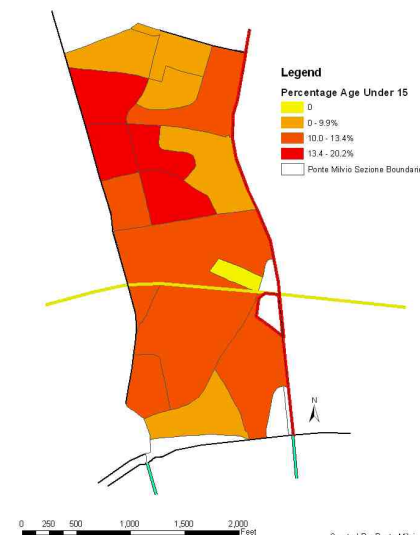 Legend
Percentage Age Under 15
0
0 - 9.9%
10.0 - 13.4%
13.4 - 20.2%
Ponte Milvio Sezione Boundarie
N
0 250 500 1,000 1,500 2,000
Feet